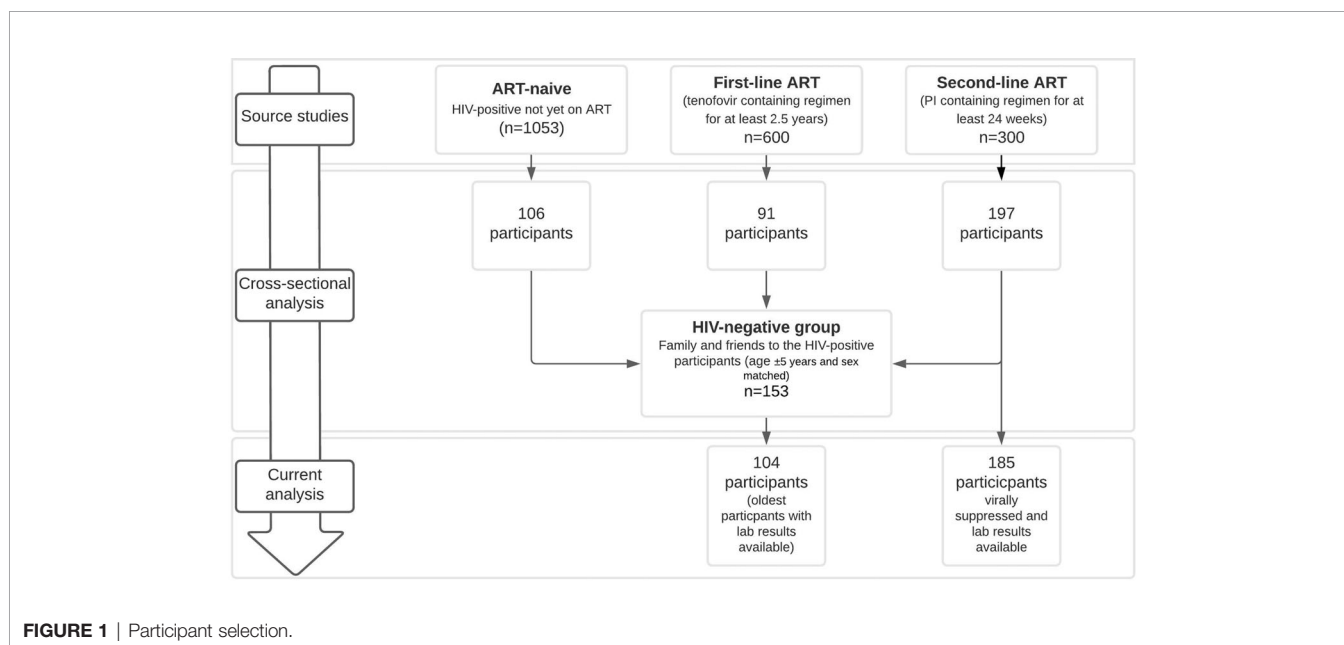 Source studies
ART-naive
HIV-positive not yet on ART
(n=1053)
First-line ART
(tenofovir containing regimen
for at least 2.5 years)
n=600
Second-line ART
(PI containing regimen for at
least 24 weeks)
n=300
106
participants
91
participants
197
participants
Cross-sectional
analysis
HIV-negative group
Family and friends to the HIV-positive
participants (age ±5 years and sex
matched)
n=153
Current
analysis
104
participants
(oldest
particpants with
lab results
available)
185
particicpants
virally
suppressed and
lab results
available
FIGURE 1 | Participant selection.